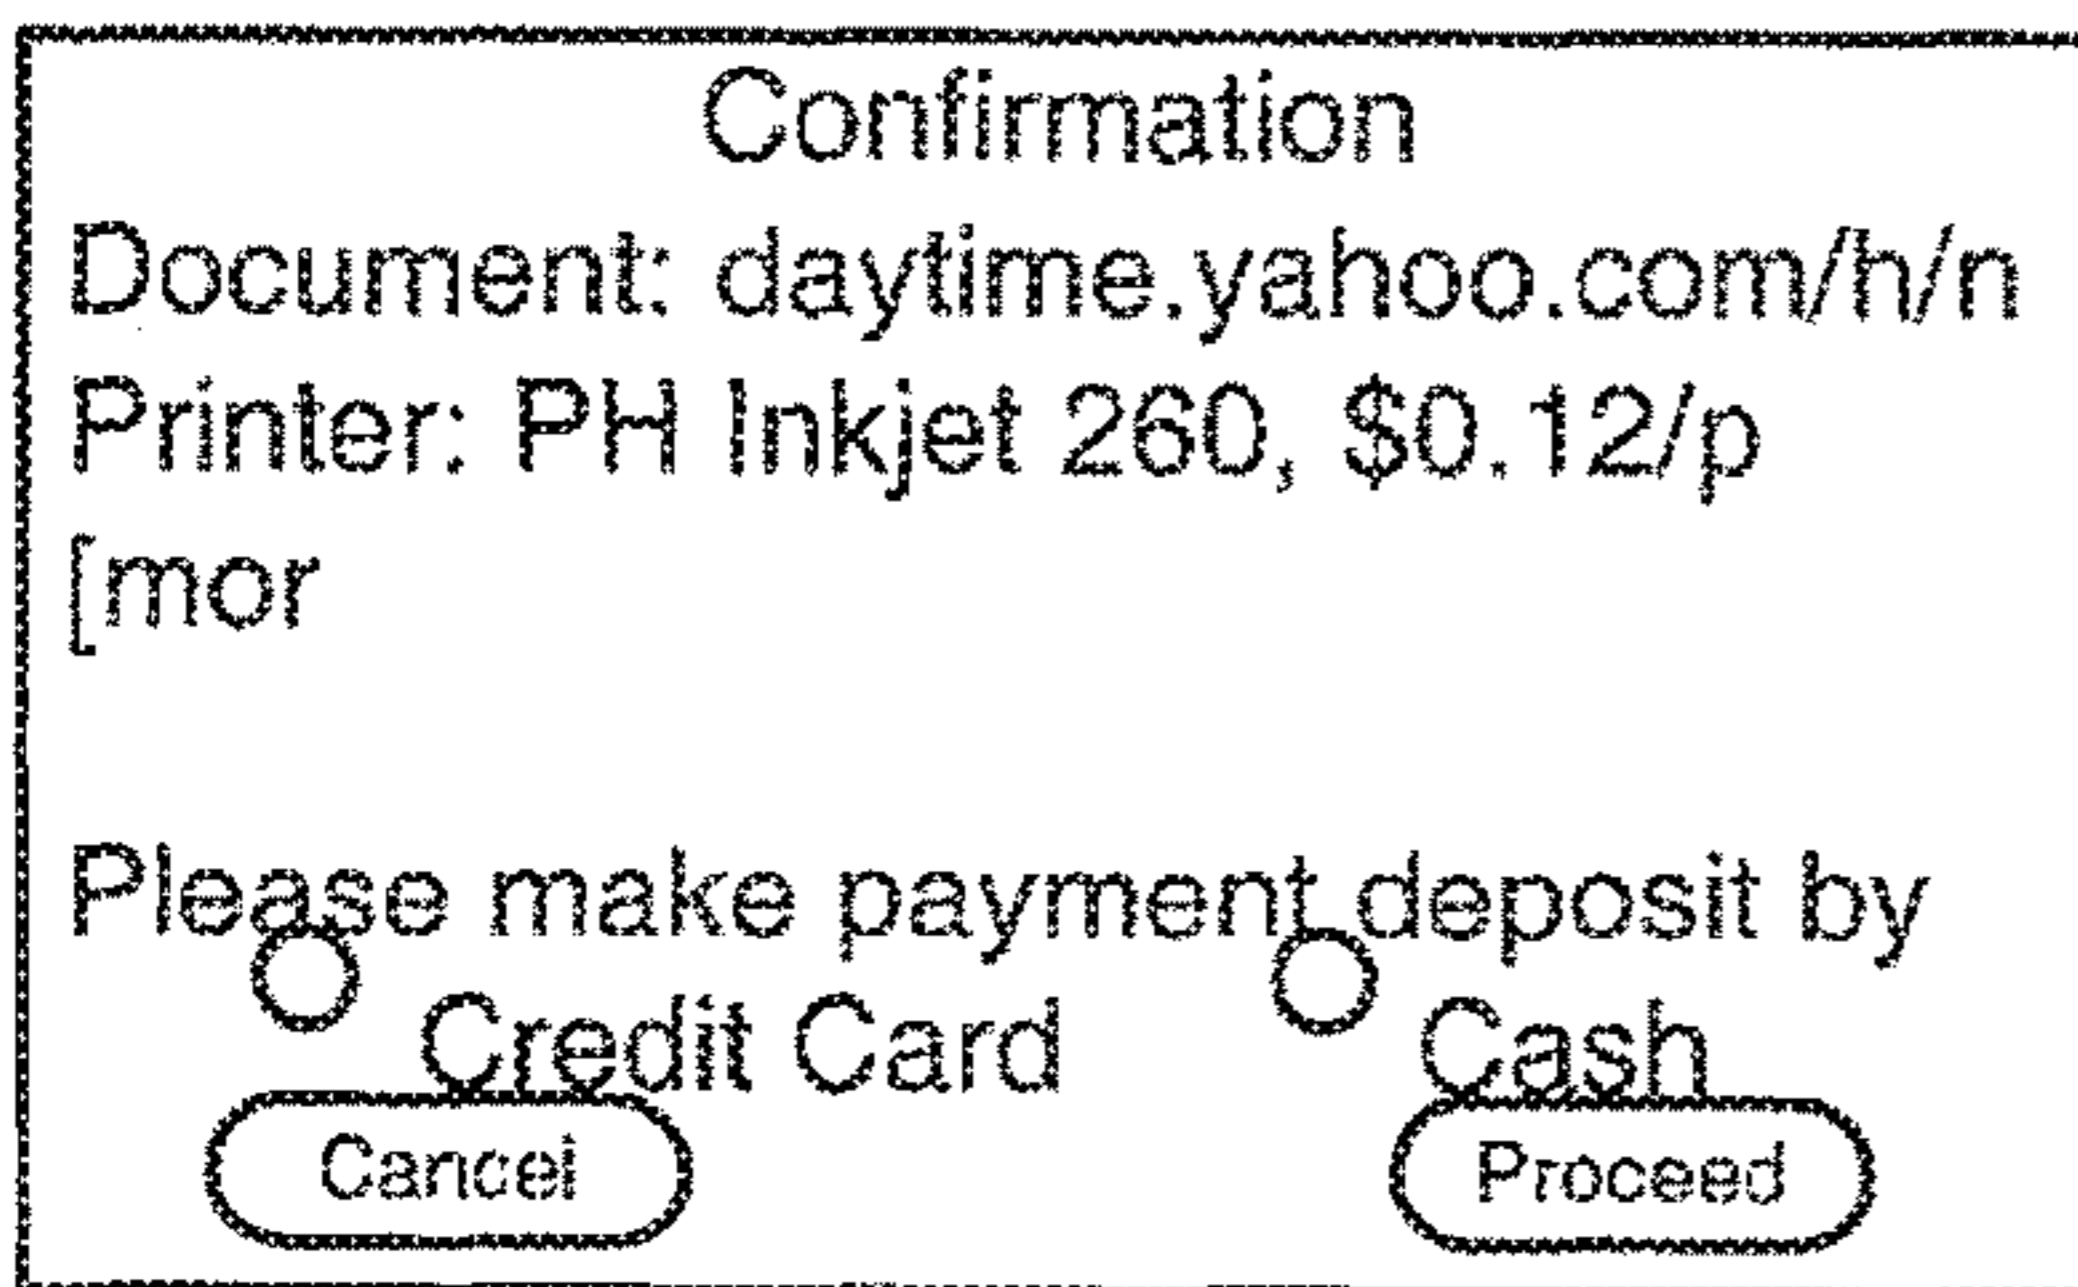 Confirmation
Document: daytime.yahoo.com/h/n
Printer: PH Inkjet 260, $0.12/p
[mor
Please make payment deposit by
Credit Card Cash
Cancel Proceed